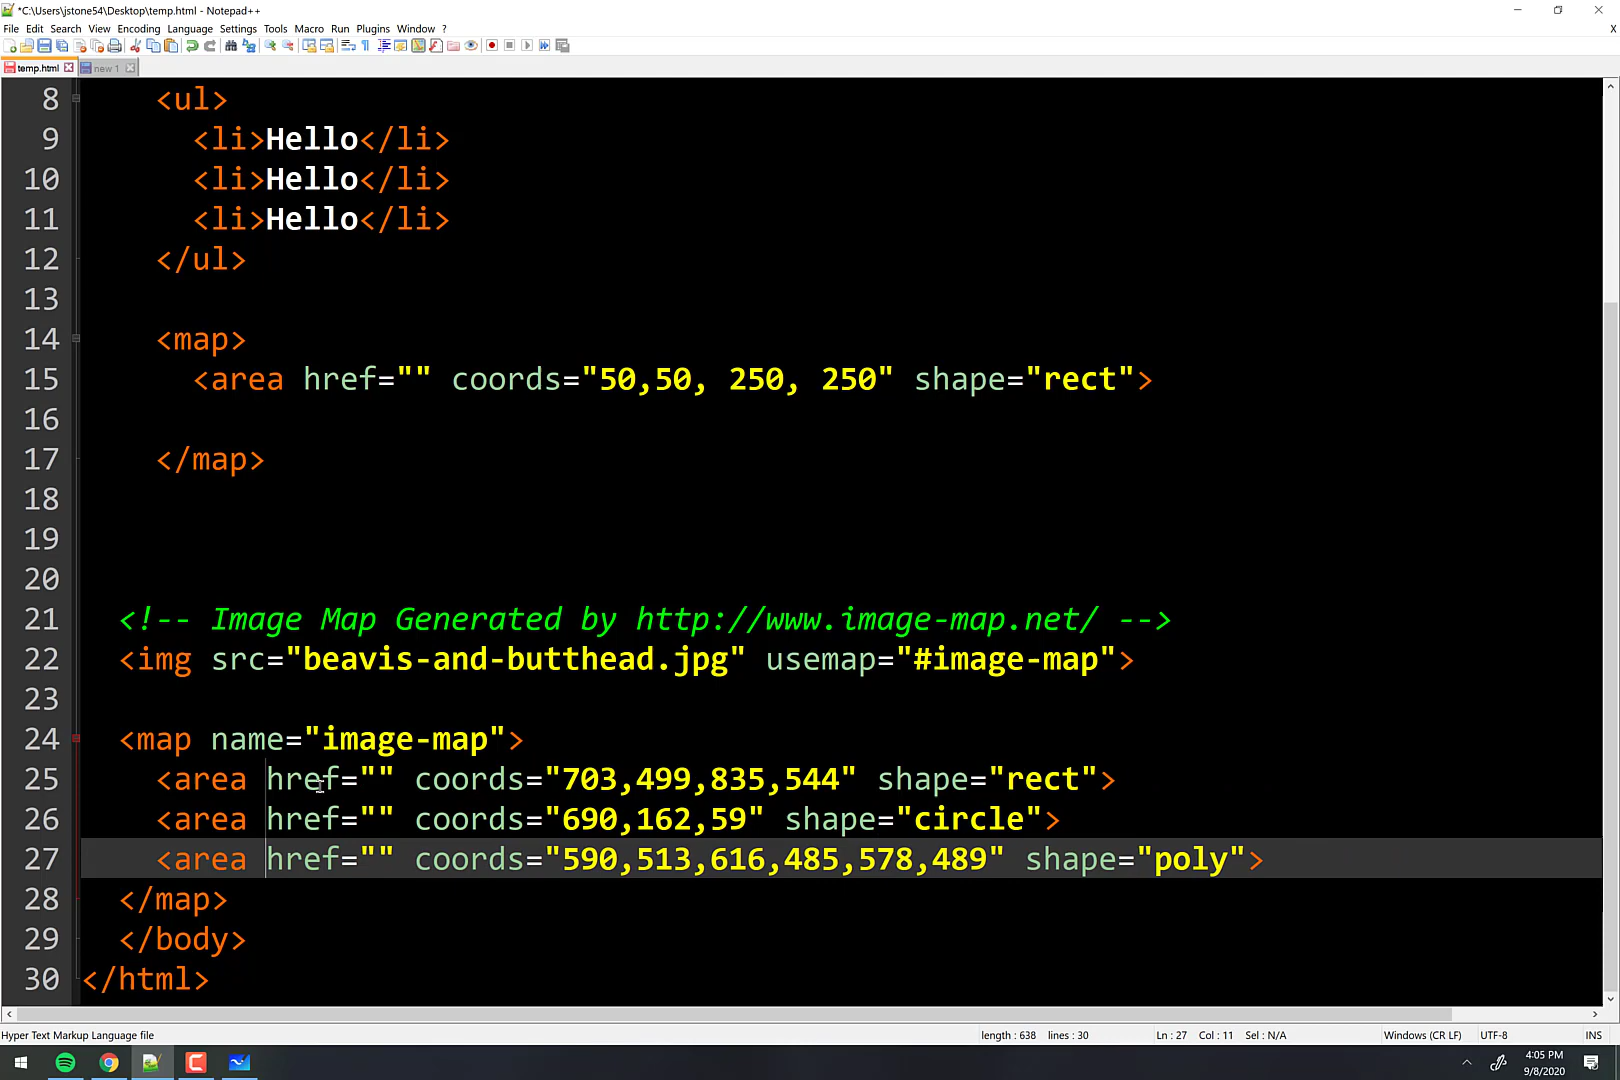 *C:\Users\jstone54\Desktop\temp.html - Notepad++
File Edit Search View Encoding Language Settings Tools Macro Run Plugins Window ? X
temp.html new 1
8 <ul>
9 <li>Hello</li>
10 <li>Hello</li>
11 <li>Hello</li>
12 </ul>
13
14 <map>
15 <area href="" coords="50,50, 250, 250" shape="rect">
16
17 </map>
18
19
20
21 <!-- Image Map Generated by http://www.image-map.net/ -->
22 <img src="beavis-and-butthead.jpg" usemap="#image-map">
23
24 <map name="image-map">
25 <area href="" coords="703,499,835,544" shape="rect">
26 <area href="" coords="690,162,59" shape="circle">
27 <area href="" coords="590,513,616,485,578,489" shape="poly">
28 </map>
29 </body>
30 </html>
Hyper Text Markup Language file length : 638 lines : 30 Ln : 27 Col : 11 Sel : N/A Windows (CR LF) UTF-8 INS
4:05 PM
9/8/2020